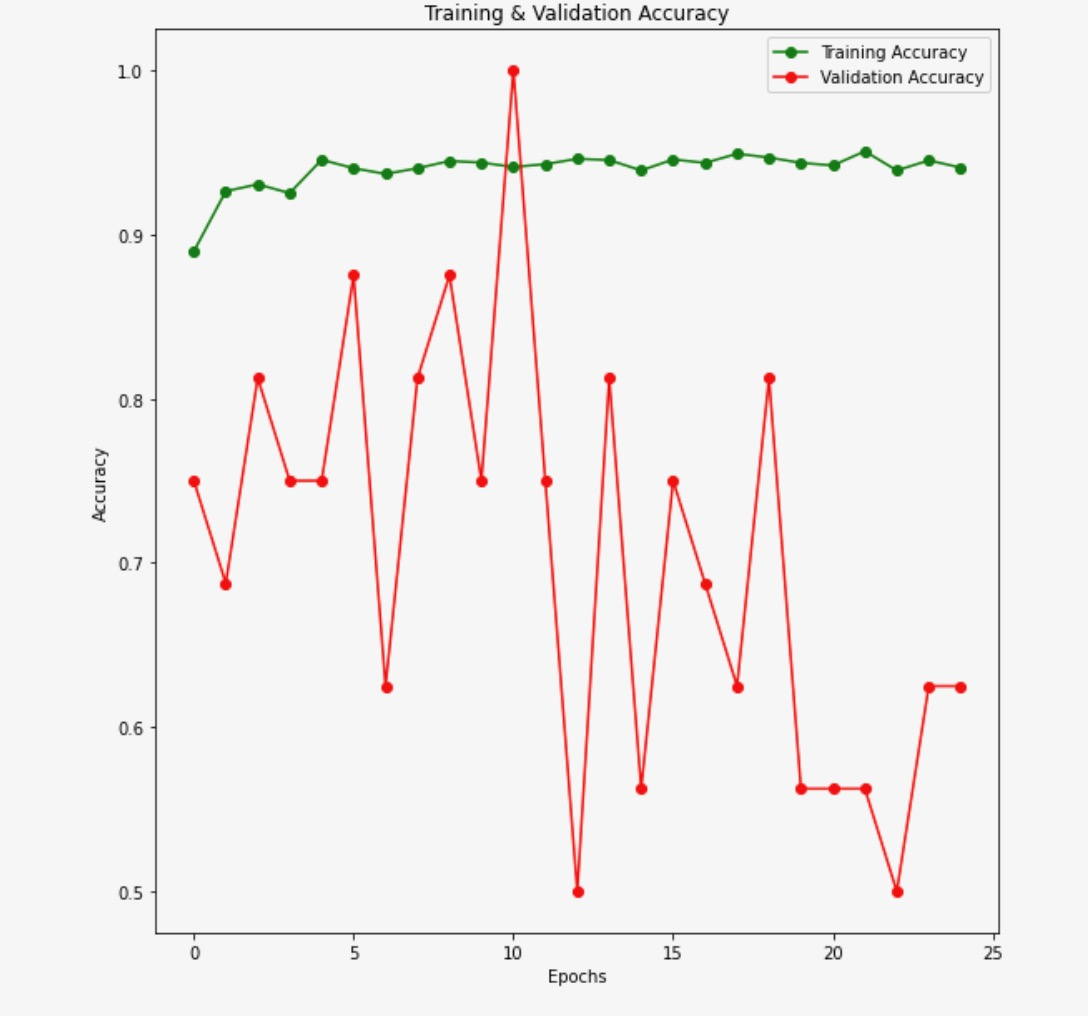 Training & Validation Accuracy
Training Accuracy
Validation Accuracy
1.0
0.9
0.8
0.7
0.6
0.5
Accuracy
0 5 10 15 20 25
Epochs